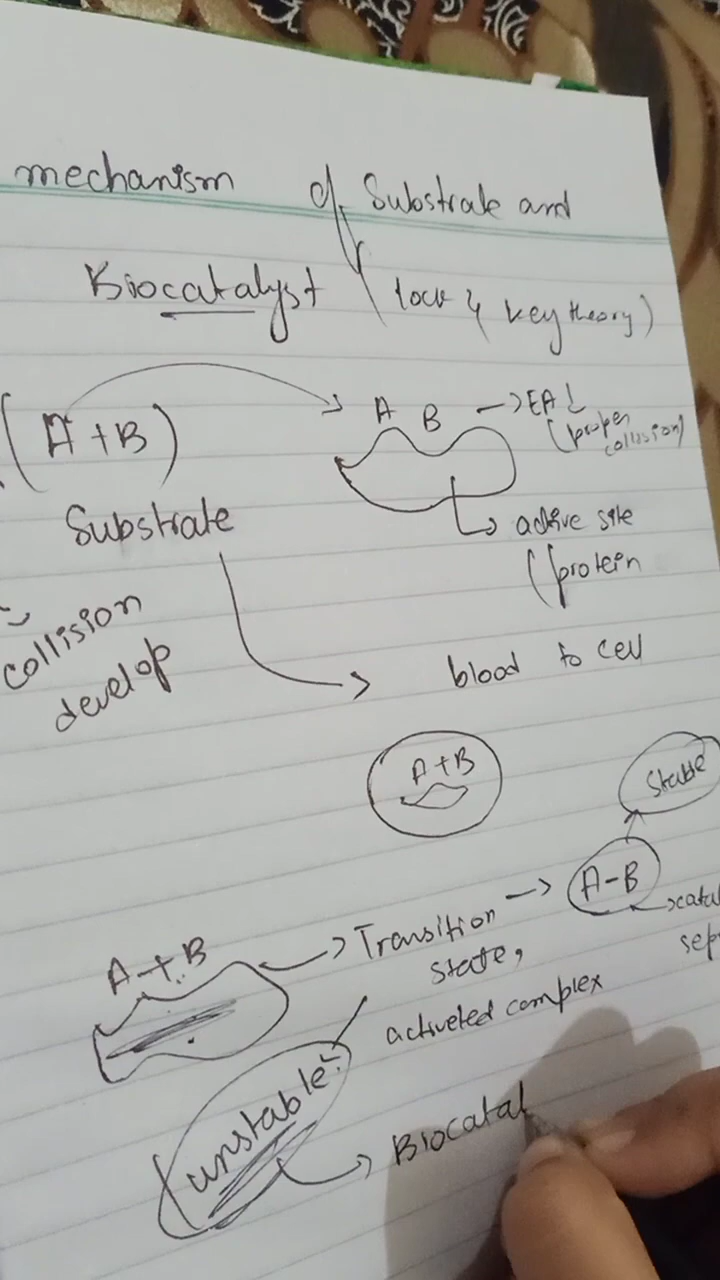 mechanism of Substrate and
Biocatalyst (lock & key theory)
(A + B)
A B → EA↓
(proper
collision)
Substrate
active site
(protein
collision
develop
blood to cell
A + B
Stable
A - B
A + B
→ Transition →
state,
activeted complex
unstable
Biocatal